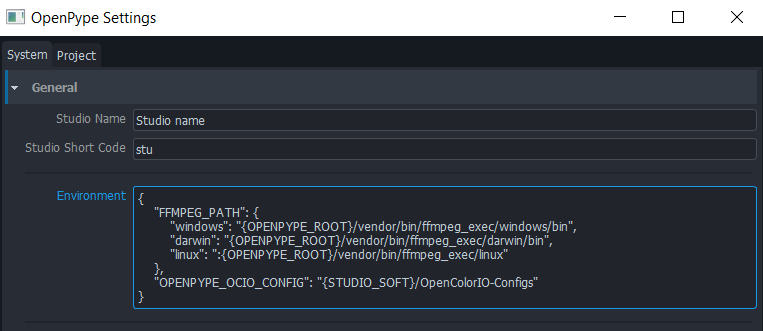 OpenPype Settings
System Project
General
Studio Name Studio name
Studio Short Code stu
Environment {
"FFMPEG_PATH": {
"windows": "{OPENPYPE_ROOT}/vendor/bin/ffmpeg_exec/windows/bin",
"darwin": "{OPENPYPE_ROOT}/vendor/bin/ffmpeg_exec/darwin/bin",
"linux": ":{OPENPYPE_ROOT}/vendor/bin/ffmpeg_exec/linux"
},
"OPENPYPE_OCIO_CONFIG": "{STUDIO_SOFT}/OpenColorIO-Configs"
}